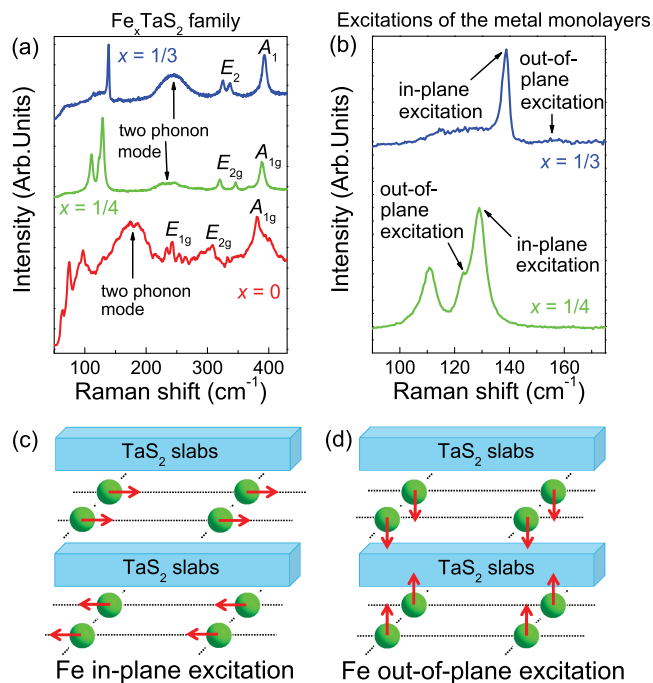 FeₓTaS₂ family
Excitations of the metal monolayers
(a)
x = 1/3
A₁
E₂
two phonon
mode
A₁g
E₂g
x = 1/4
A₁g
E₁g
E₂g
two phonon
mode
x = 0
Intensity (Arb.Units)
100 200 300 400
Raman shift (cm⁻¹)
(b)
out-of-
plane
excitation
in-plane
excitation
x = 1/3
out-of-
plane
excitation
in-plane
excitation
x = 1/4
Intensity (Arb.Units)
100 120 140 160
Raman shift (cm⁻¹)
(c)
TaS₂ slabs
TaS₂ slabs
Fe in-plane excitation
(d)
TaS₂ slabs
TaS₂ slabs
Fe out-of-plane excitation